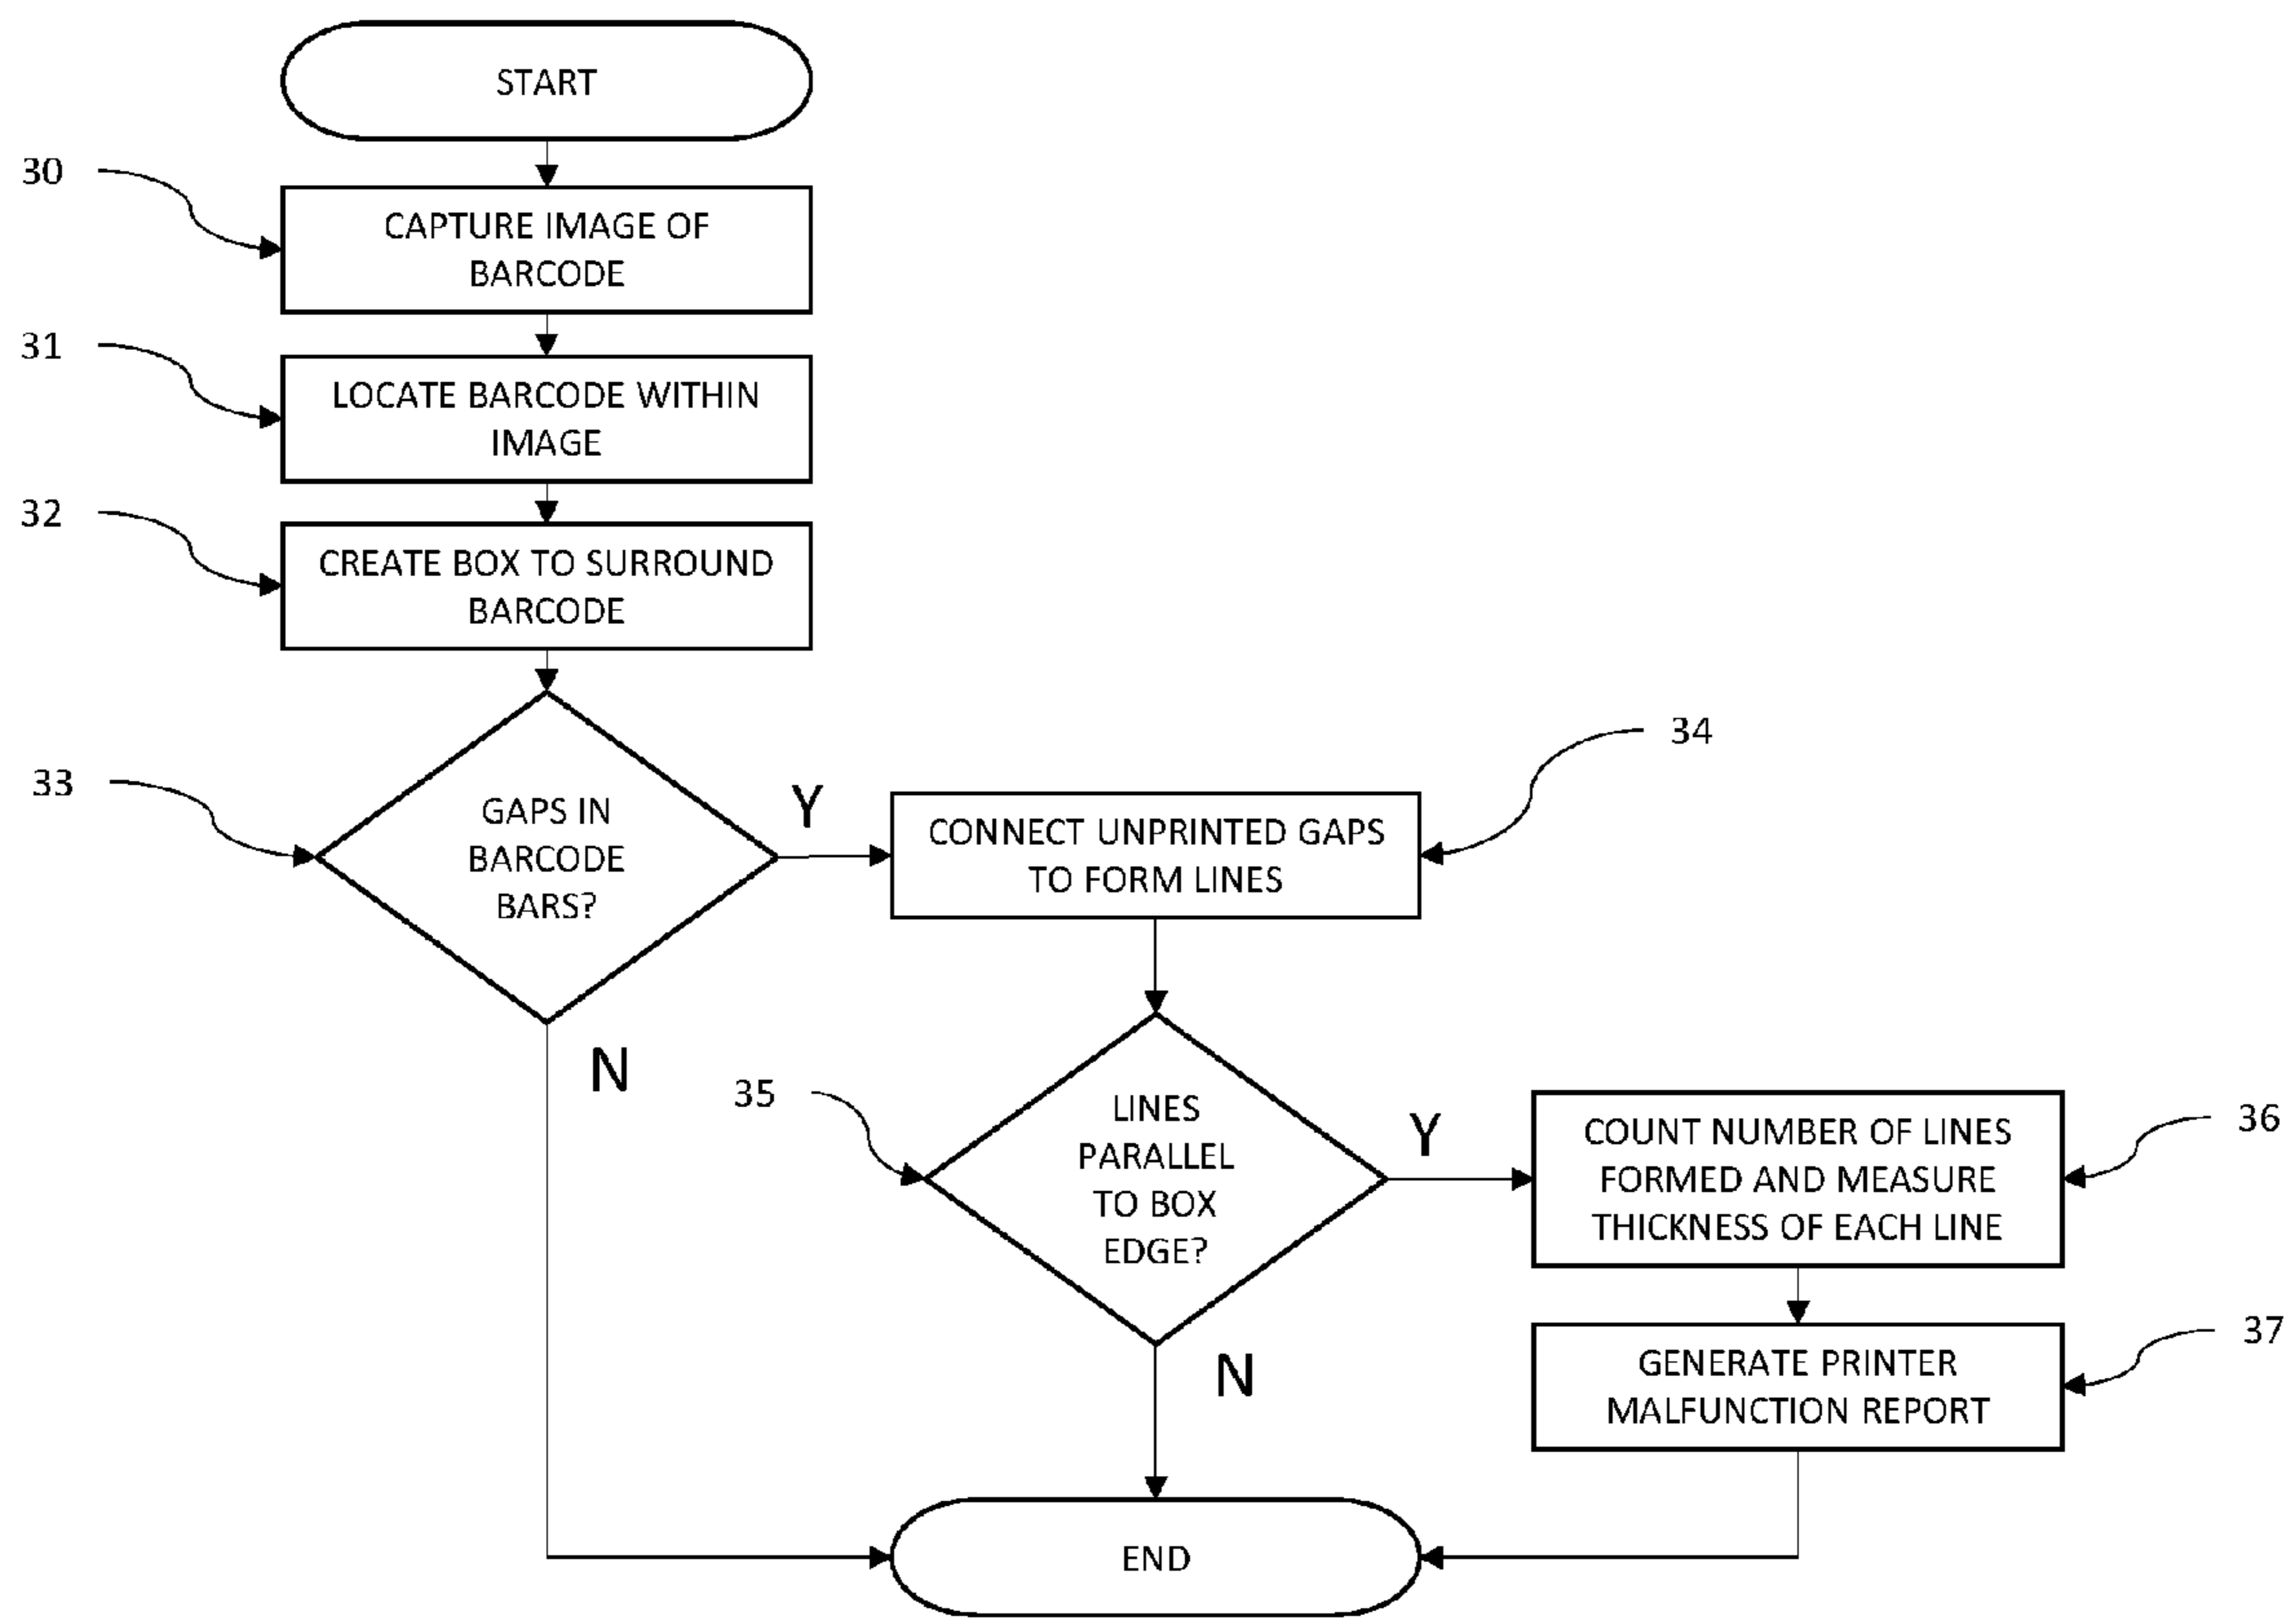 START
30
CAPTURE IMAGE OF
BARCODE
31
LOCATE BARCODE WITHIN
IMAGE
32
CREATE BOX TO SURROUND
BARCODE
33
GAPS IN
BARCODE
BARS?
Y
N
34
CONNECT UNPRINTED GAPS
TO FORM LINES
35
LINES
PARALLEL
TO BOX
EDGE?
Y
N
36
COUNT NUMBER OF LINES
FORMED AND MEASURE
THICKNESS OF EACH LINE
37
GENERATE PRINTER
MALFUNCTION REPORT
END